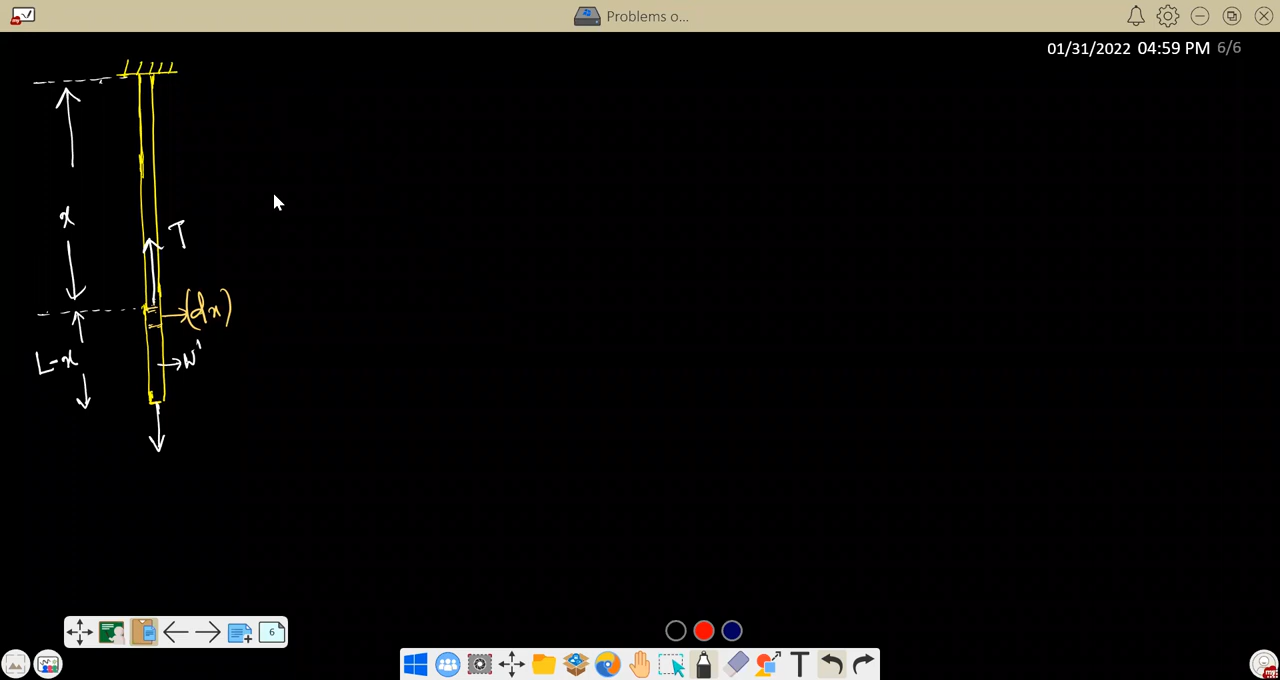 Problems o...
01/31/2022 04:59 PM 6/6
x
T
(dx)
L-x
W'
6
T